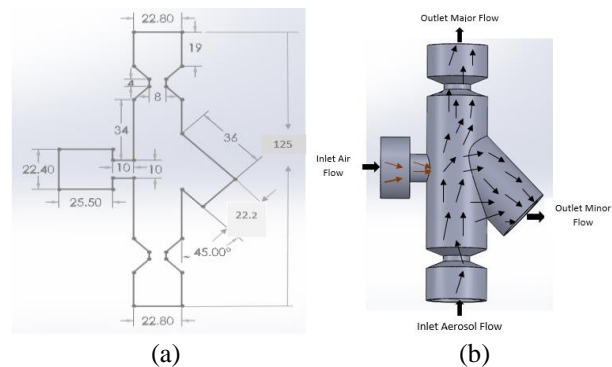 22.80
19
4
8
34
36
125
22.40
10
10
25.50
22.2
45.00°
22.80
(a)
Outlet Major Flow
Inlet Air
Flow
Outlet Minor
Flow
Inlet Aerosol Flow
(b)